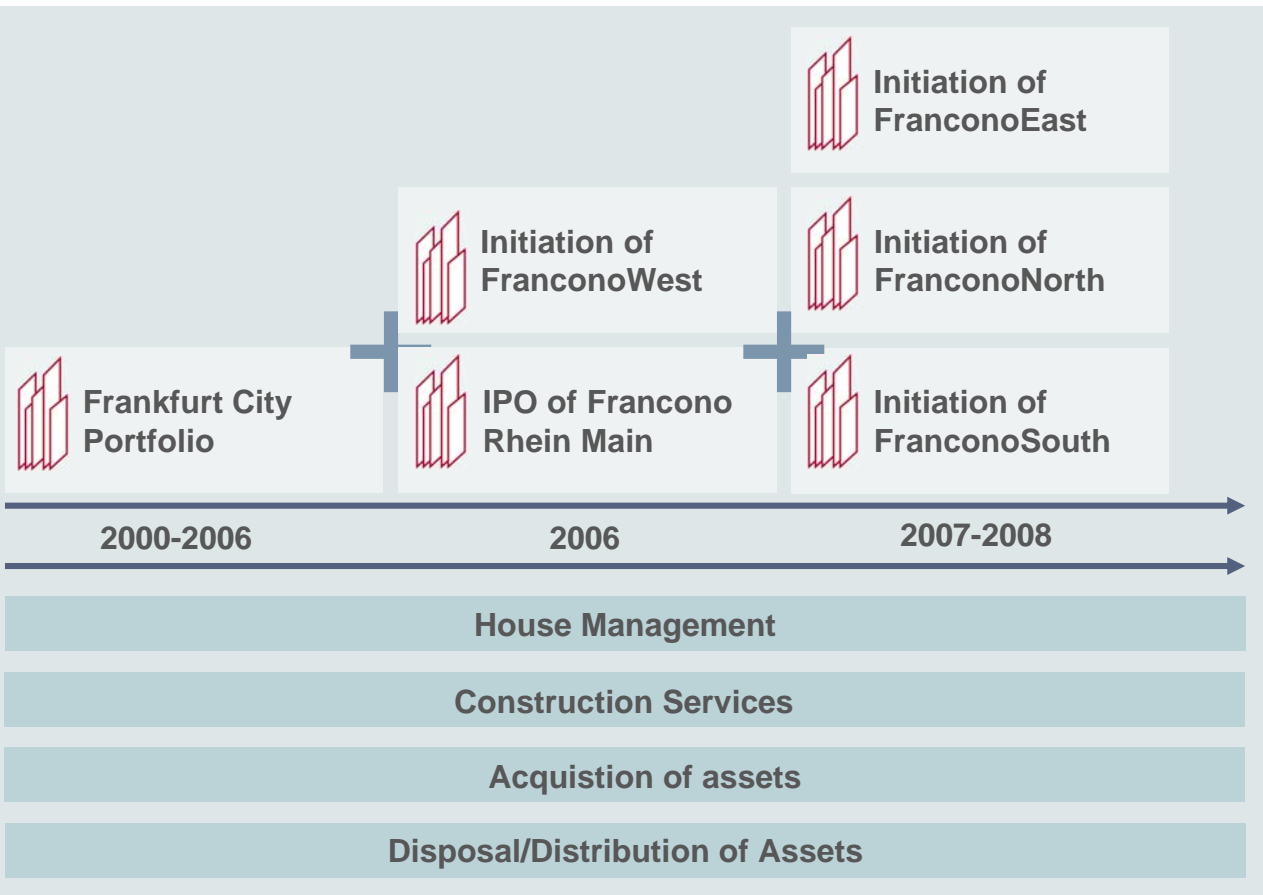 Initiation of
FranconoEast
Initiation of
FranconoWest
Initiation of
FranconoNorth
Frankfurt City
Portfolio
IPO of Francono
Rhein Main
Initiation of
FranconoSouth
2000-2006
2006
2007-2008
House Management
Construction Services
Acquistion of assets
Disposal/Distribution of Assets